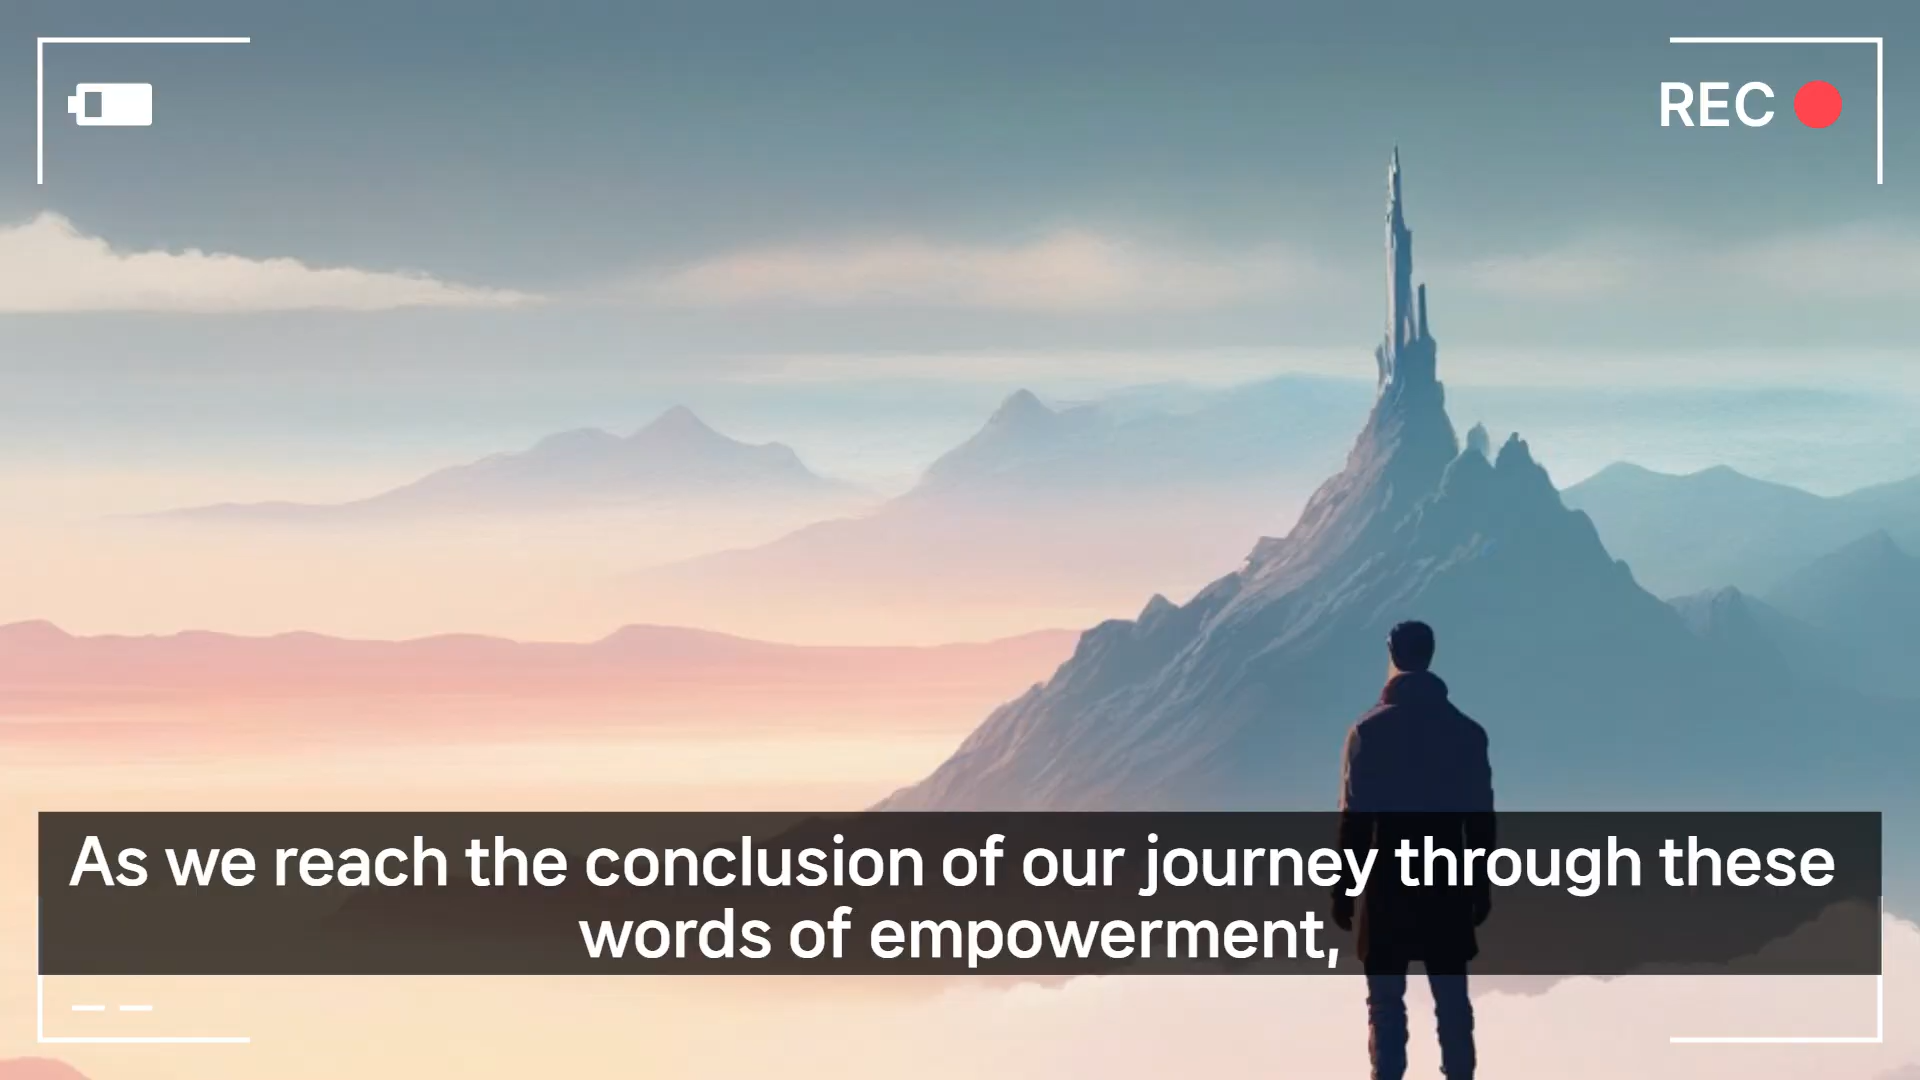 REC
As we reach the conclusion of our journey through these
words of empowerment,